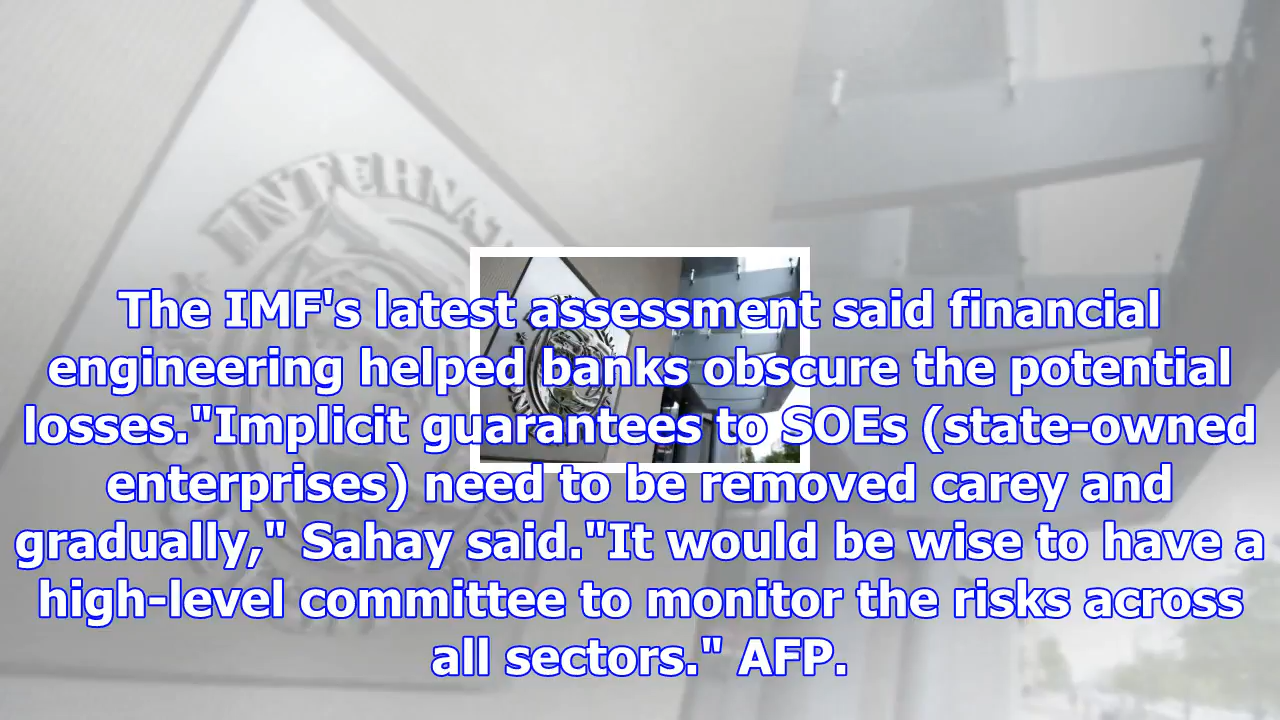 INTERNAT
The IMF's latest assessment said financial
engineering helped banks obscure the potential
losses."Implicit guarantees to SOEs (state-owned
enterprises) need to be removed carey and
gradually," Sahay said."It would be wise to have a
high-level committee to monitor the risks across
all sectors." AFP.